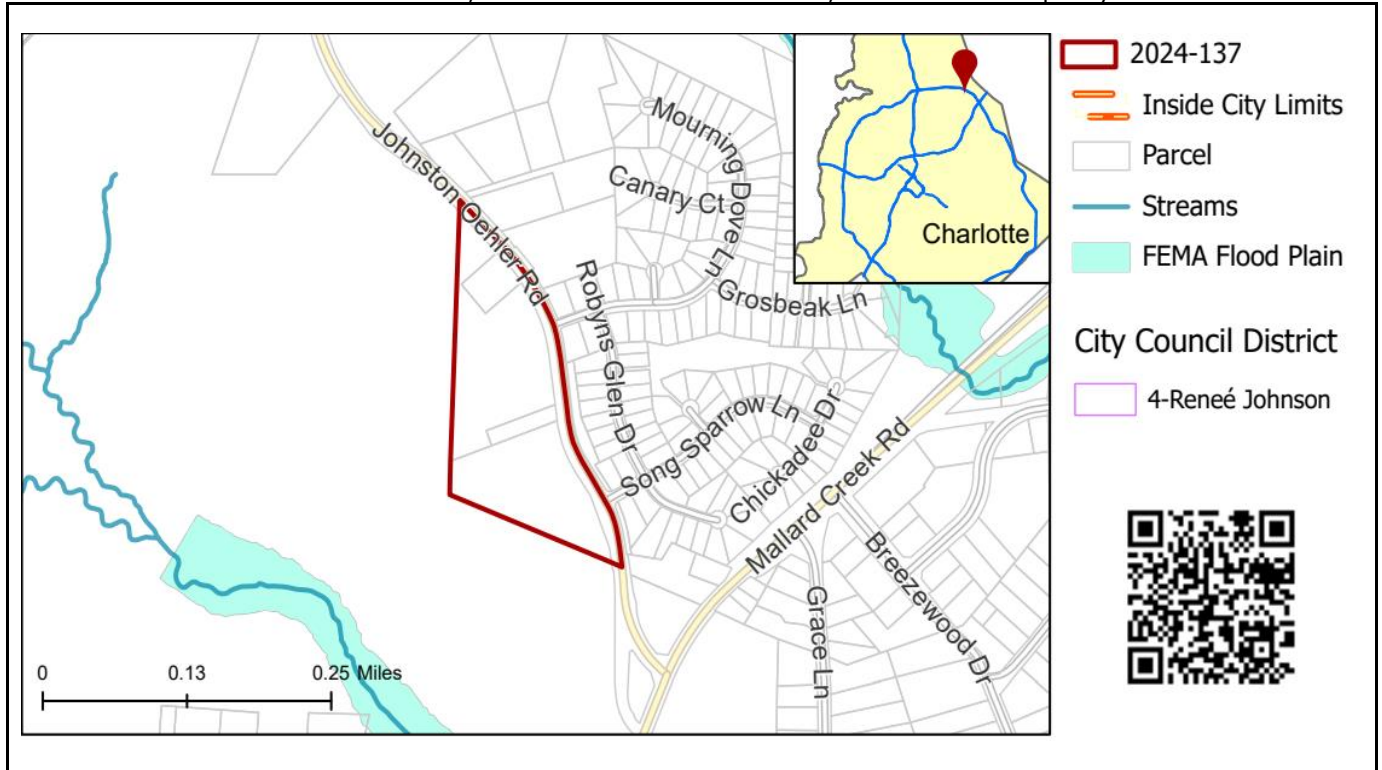 2024-137
Inside City Limits
Parcel
Streams
FEMA Flood Plain
City Council District
4-Reneé Johnson
Charlotte
Johnston Oehler Rd
Mourning Dove Ln
Canary Ct
Grosbeak Ln
Robyns Glen Dr
Song Sparrow Ln
Chickadee Dr
Mallard Creek Rd
Breezewood Dr
Grace Ln
0 0.13 0.25 Miles